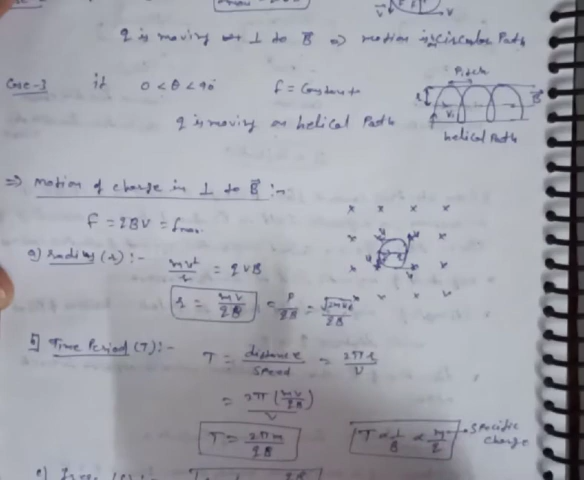 q is moving ⊥ to B⃗ ⇒ motion is circular Path
Case-3 if 0 < θ < 90° f = Constant
Pitch
B⃗
q is moving on helical Path
helical Path
⇒ motion of charge in ⊥ to B⃗ :-
F = qBV = fmax.
a) radius (r) :- mv²/r = qVB
r = mv/qB = P/qB = √2mKE/qB
b] Time Period (T) :- T = distance/Speed = 2πr/V
= 2π(mv/qB)/V
T = 2πm/qB T ∝ 1/B ∝ m/q → Specific charge